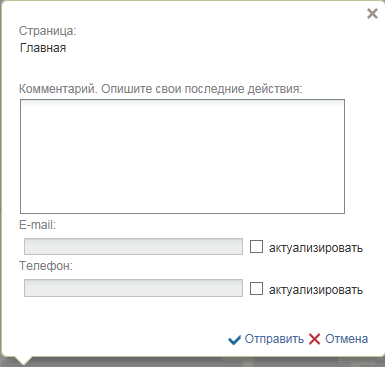 Страница:
Главная
Комментарий. Опишите свои последние действия:
E-mail:
актуализировать
Телефон:
актуализировать
Отправить Отмена